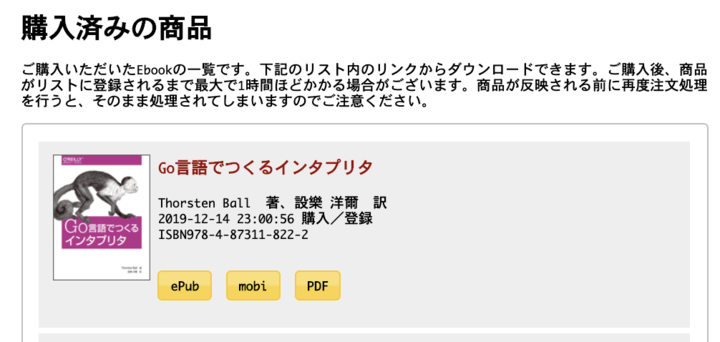 購入済みの商品
ご購入いただいたEbookの一覧です。下記のリスト内のリンクからダウンロードできます。ご購入後、商品
がリストに登録されるまで最大で1時間ほどかかる場合がございます。商品が反映される前に再度注文処理
を行うと、そのまま処理されてしまいますのでご注意ください。
O'REILLY
Go言語でつくる
インタプリタ
Thorsten Ball 著
Go言語でつくるインタプリタ
Thorsten Ball 著、設樂 洋爾 訳
2019-12-14 23:00:56 購入／登録
ISBN978-4-87311-822-2
ePub mobi PDF